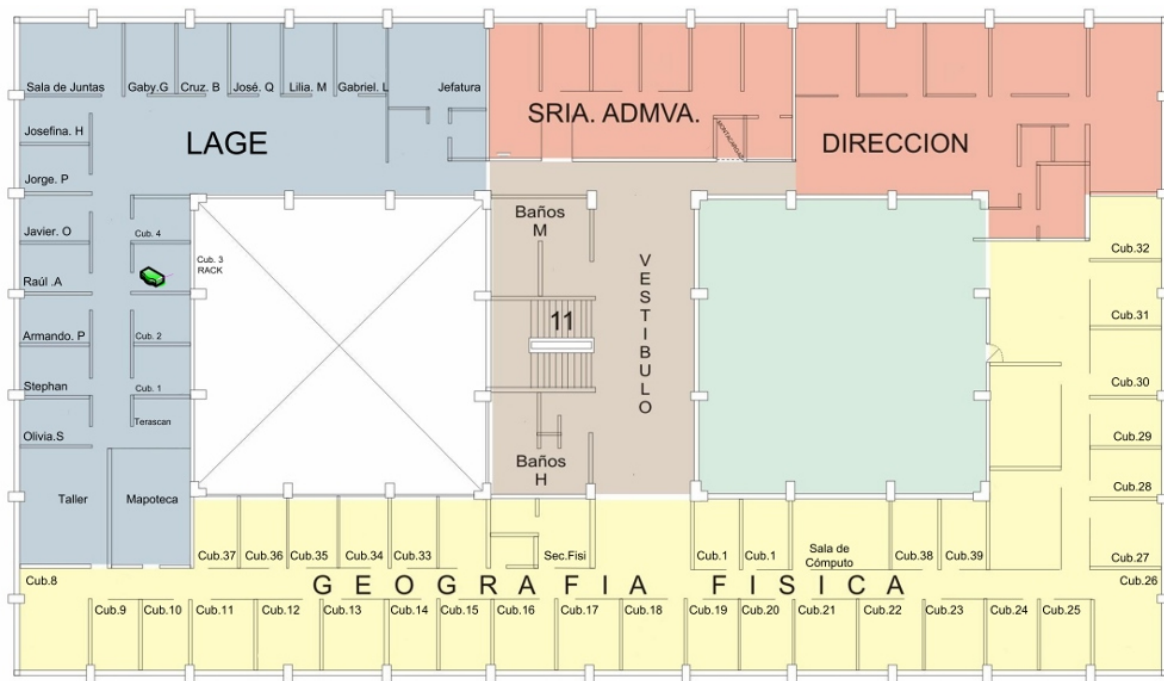 Sala de Juntas
Gaby.G
Cruz. B
José. Q
Lilia. M
Gabriel. L
Jefatura
SRIA. ADMVA.
MONTACARGAS
DIRECCION
LAGE
Josefina. H
Jorge. P
Javier. O
Cub. 4
Raúl .A
Cub. 3
RACK
Armando. P
Cub. 2
Stephan
Cub. 1
Terascan
Olivia.S
Taller
Mapoteca
Baños
M
11
VESTIBULO
Baños
H
Cub.32
Cub.31
Cub.30
Cub.29
Cub.28
Cub.27
Cub.26
Cub.37
Cub.36
Cub.35
Cub.34
Cub.33
Sec.Fisi
Cub.1
Cub.1
Sala de
Cómputo
Cub.38
Cub.39
Cub.8
GEOGRAFIA FISICA
Cub.9
Cub.10
Cub.11
Cub.12
Cub.13
Cub.14
Cub.15
Cub.16
Cub.17
Cub.18
Cub.19
Cub.20
Cub.21
Cub.22
Cub.23
Cub.24
Cub.25